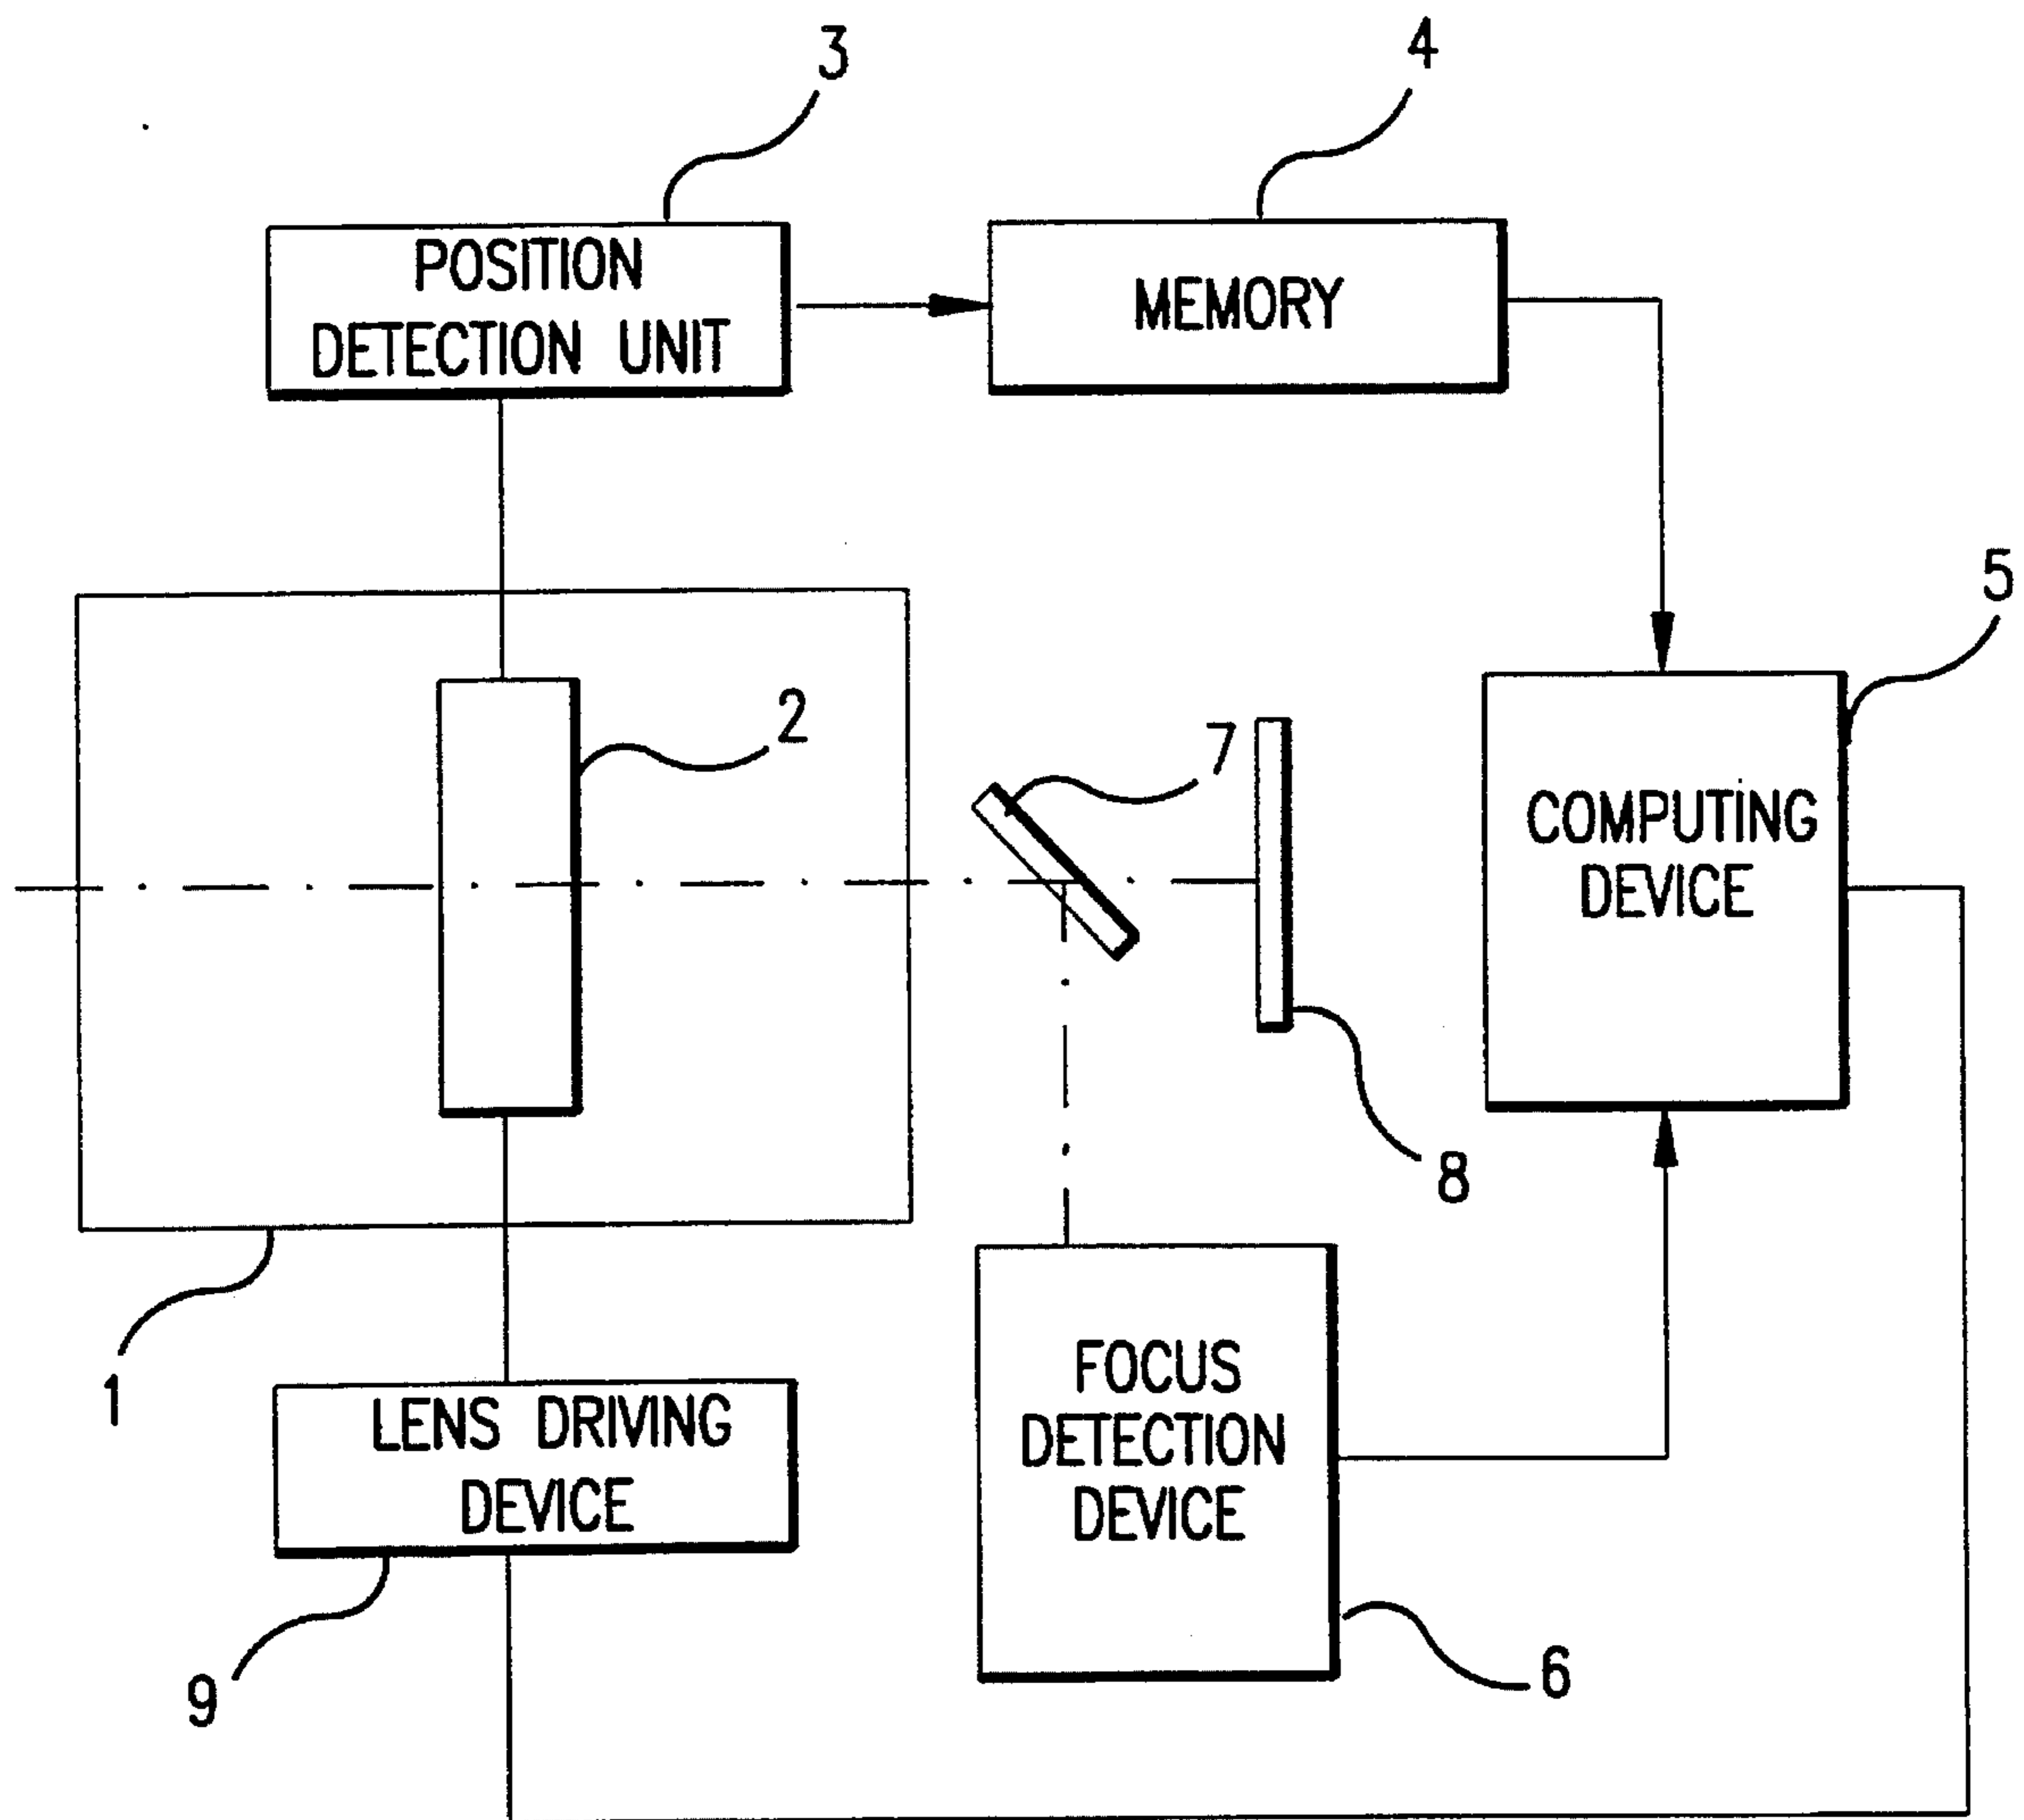 3
4
POSITION
DETECTION UNIT
MEMORY
5
2
7
COMPUTING
DEVICE
8
1
FOCUS
DETECTION
DEVICE
LENS DRIVING
DEVICE
6
9